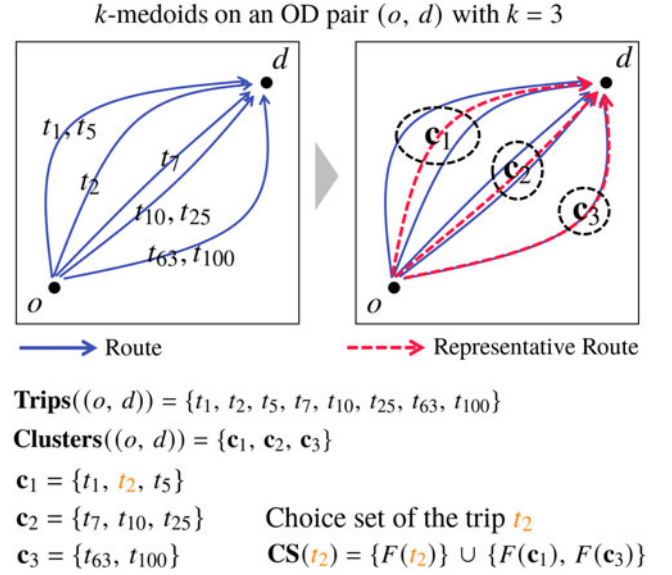 k-medoids on an OD pair (o, d) with k = 3
d
t₁, t₅
t₂
t₇
t₁₀, t₂₅
t₆₃, t₁₀₀
o
d
c₁
c₂
c₃
o
Route
Representative Route
Trips((o, d)) = {t₁, t₂, t₅, t₇, t₁₀, t₂₅, t₆₃, t₁₀₀}
Clusters((o, d)) = {c₁, c₂, c₃}
c₁ = {t₁, t₂, t₅}
c₂ = {t₇, t₁₀, t₂₅}
Choice set of the trip t₂
c₃ = {t₆₃, t₁₀₀}
CS(t₂) = {F(t₂)} ∪ {F(c₁), F(c₃)}